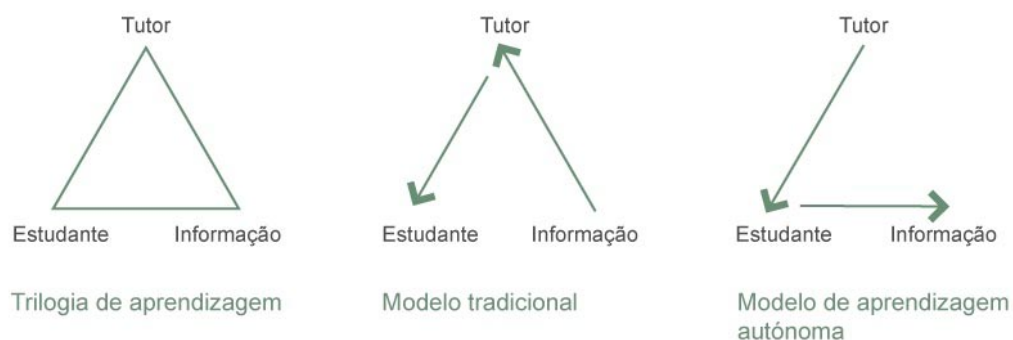 Tutor
Estudante Informação
Trilogia de aprendizagem
Tutor
Estudante Informação
Modelo tradicional
Tutor
Estudante Informação
Modelo de aprendizagem
autónoma